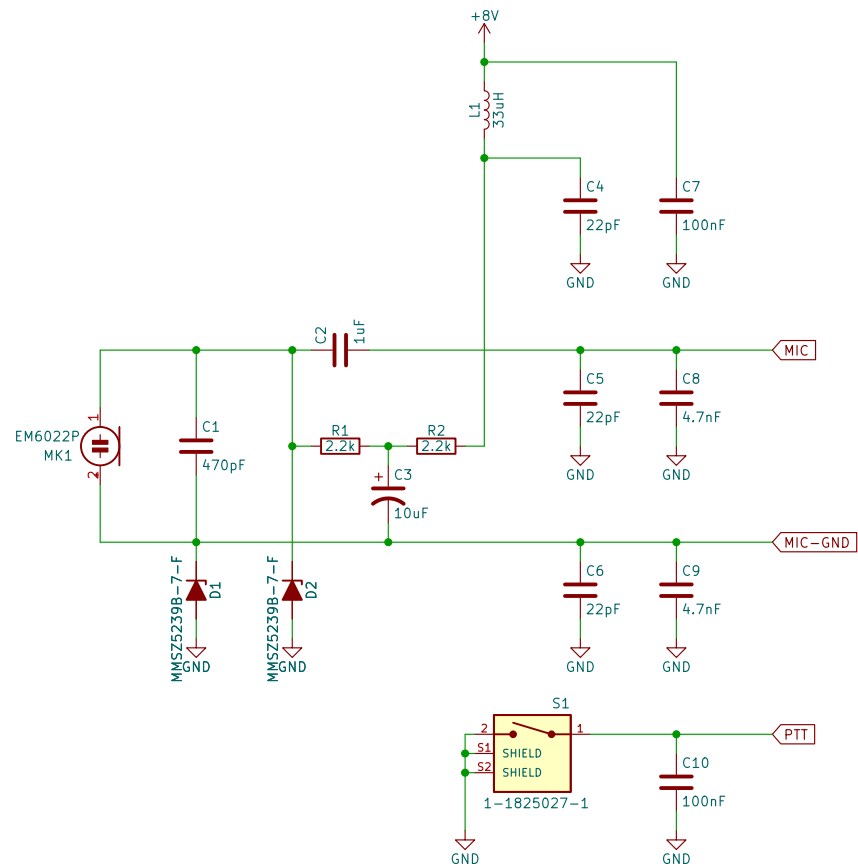 +8V
L1
33uH
C4
22pF
GND
C7
100nF
GND
C2
1uF
MIC
EM6022P
MK1
1
2
C1
470pF
R1
2.2k
R2
2.2k
C5
22pF
GND
C8
4.7nF
GND
+
C3
10uF
MIC-GND
MMSZ5239B-7-F
D1
GND
MMSZ5239B-7-F
D2
GND
C6
22pF
GND
C9
4.7nF
GND
S1
2
1
S1 SHIELD
S2 SHIELD
1-1825027-1
GND
PTT
C10
100nF
GND